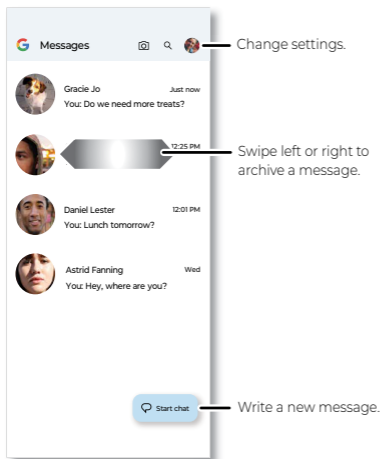 Messages
Change settings.
Gracie Jo
Just now
You: Do we need more treats?
12:25 PM
Swipe left or right to
archive a message.
Daniel Lester
12:01 PM
You: Lunch tomorrow?
Astrid Fanning
Wed
You: Hey, where are you?
Start chat
Write a new message.